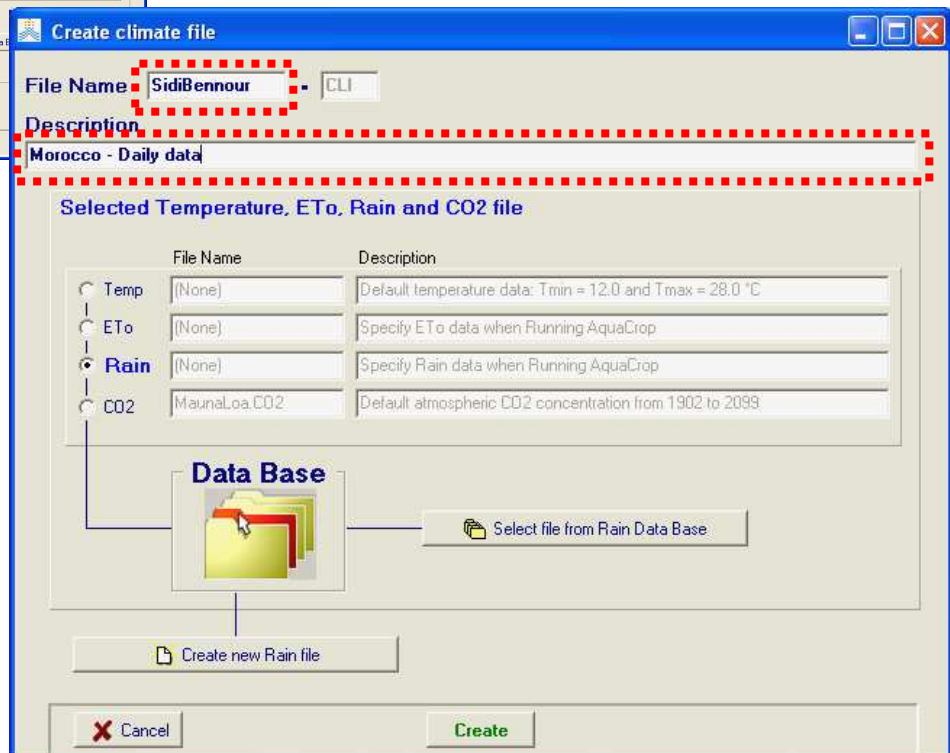 Create climate file
File Name SidiBennour - CLI
Description
Morocco - Daily data
Selected Temperature, ETo, Rain and CO2 file
File Name Description
Temp (None) Default temperature data: Tmin = 12.0 and Tmax = 28.0 °C
ETo (None) Specify ETo data when Running AquaCrop
Rain (None) Specify Rain data when Running AquaCrop
CO2 MaunaLoa.CO2 Default atmospheric CO2 concentration from 1902 to 2099
Data Base
Select file from Rain Data Base
Create new Rain file
Cancel Create